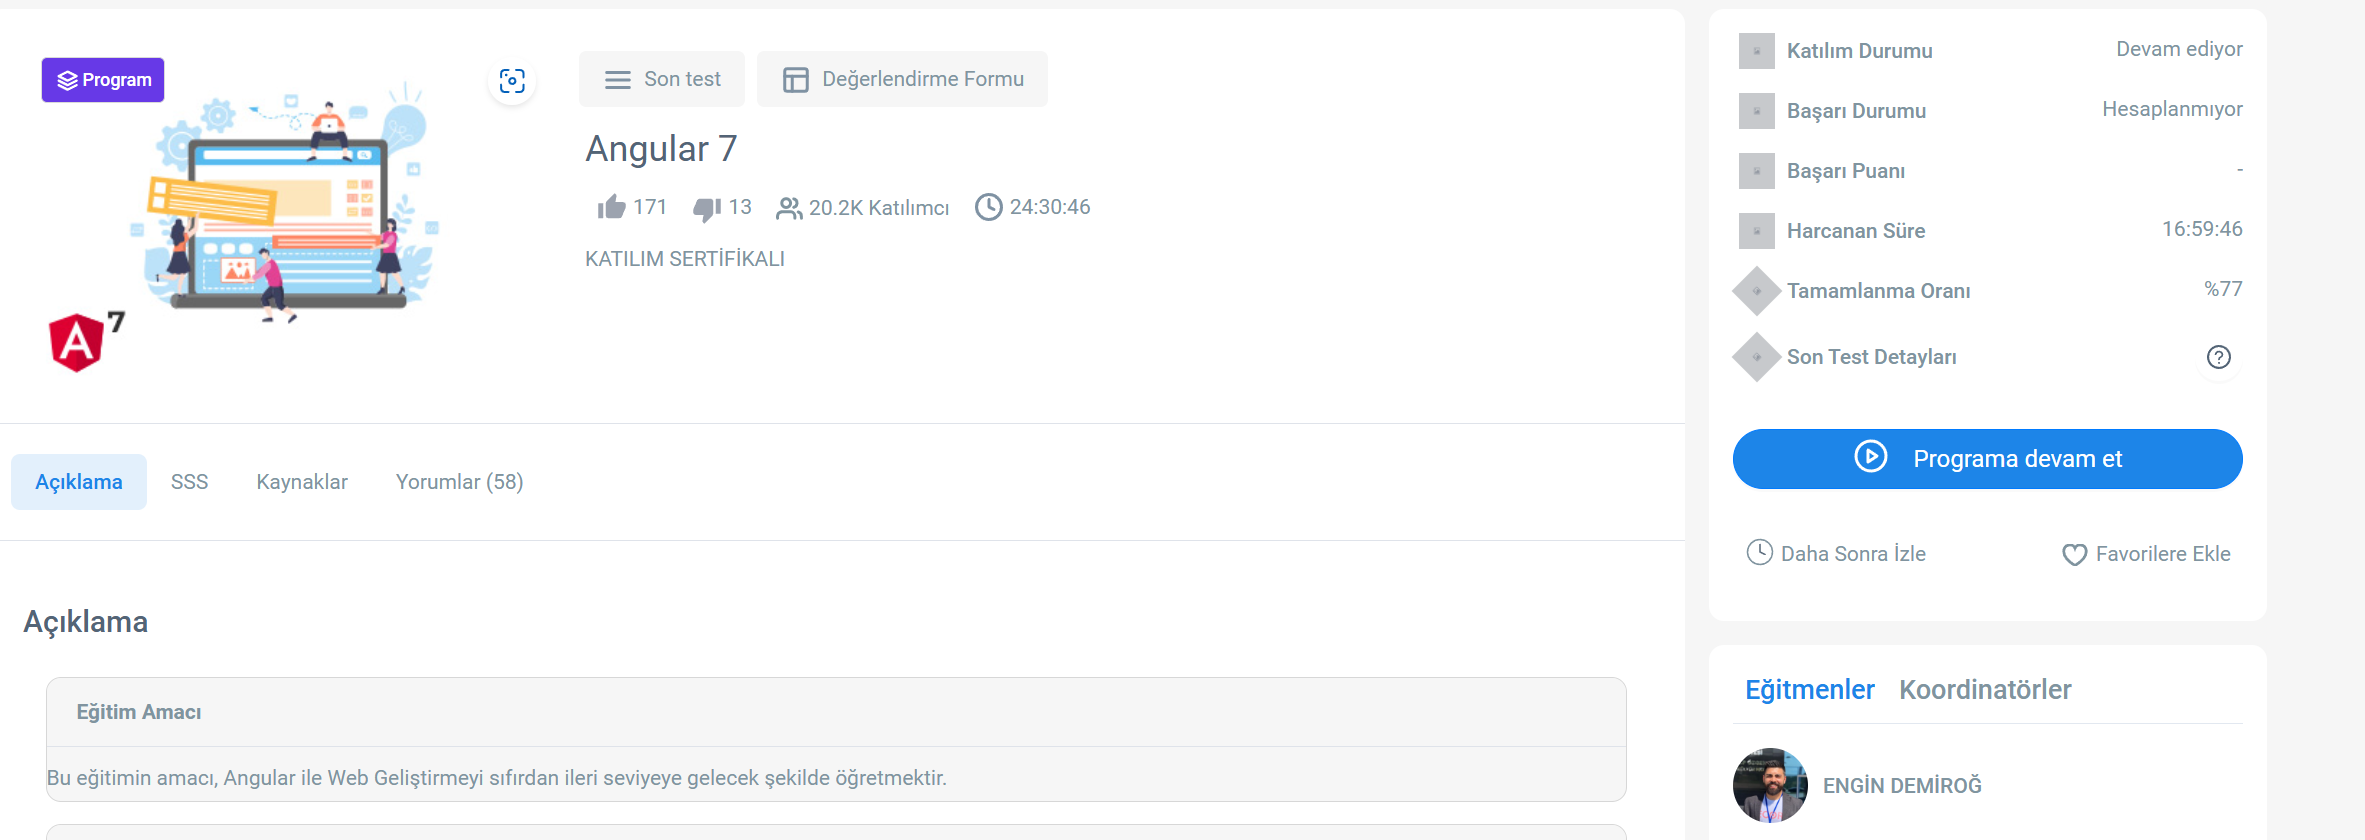 Program
7
Son test
Değerlendirme Formu
Angular 7
171
13
20.2K Katılımcı
24:30:46
KATILIM SERTİFİKALI
Açıklama
SSS
Kaynaklar
Yorumlar (58)
Açıklama
Eğitim Amacı
Bu eğitimin amacı, Angular ile Web Geliştirmeyi sıfırdan ileri seviyeye gelecek şekilde öğretmektir.
Katılım Durumu Devam ediyor
Başarı Durumu Hesaplanmıyor
Başarı Puanı -
Harcanan Süre 16:59:46
Tamamlanma Oranı %77
Son Test Detayları
Programa devam et
Daha Sonra İzle
Favorilere Ekle
Eğitmenler
Koordinatörler
ENGİN DEMİROĞ